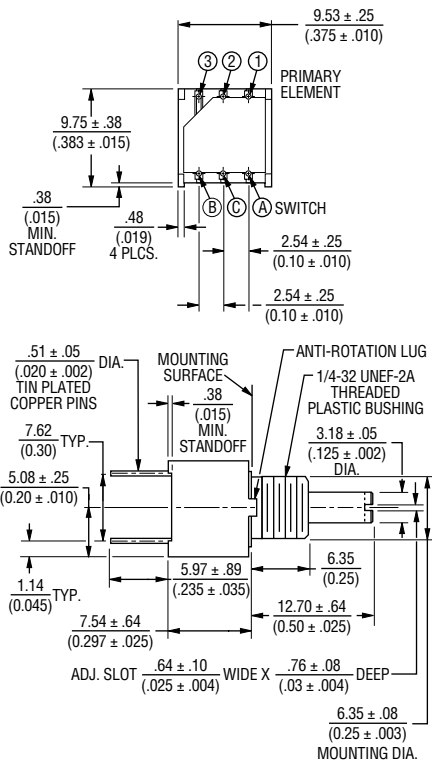 9.53 ± .25
(.375 ± .010)
3
2
1
PRIMARY
ELEMENT
9.75 ± .38
(.383 ± .015)
.38
(.015)
MIN.
STANDOFF
.48
(.019)
4 PLCS.
B
C
A SWITCH
2.54 ± .25
(0.10 ± .010)
2.54 ± .25
(0.10 ± .010)
.51 ± .05
(.020 ± .002)
DIA.
TIN PLATED
COPPER PINS
MOUNTING
SURFACE
.38
(.015)
MIN.
STANDOFF
ANTI-ROTATION LUG
1/4-32 UNEF-2A
THREADED
PLASTIC BUSHING
3.18 ± .05
(.125 ± .002)
DIA.
7.62
(0.30)
TYP.
5.08 ± .25
(0.20 ± .010)
1.14
(0.045)
TYP.
5.97 ± .89
(.235 ± .035)
6.35
(0.25)
7.54 ± .64
(0.297 ± .025)
12.70 ± .64
(0.50 ± .025)
ADJ. SLOT .64 ± .10 WIDE X .76 ± .08 DEEP
(.025 ± .004) (.03 ± .004)
6.35 ± .08
(0.25 ± .003)
MOUNTING DIA.